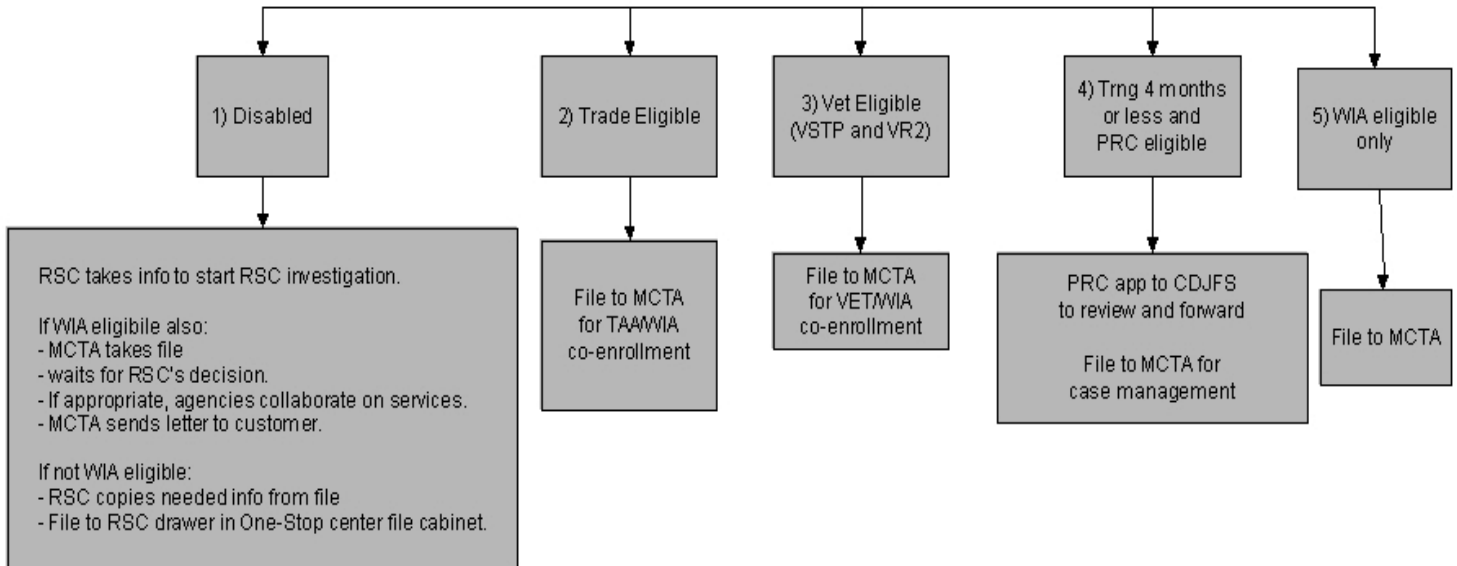 1) Disabled
2) Trade Eligible
3) Vet Eligible
(VSTP and VR2)
4) Trng 4 months
or less and
PRC eligible
5) WIA eligible
only
RSC takes info to start RSC investigation.
If WIA eligibile also:
- MCTA takes file
- waits for RSC's decision.
- If appropriate, agencies collaborate on services.
- MCTA sends letter to customer.
If not WIA eligible:
- RSC copies needed info from file
- File to RSC drawer in One-Stop center file cabinet.
File to MCTA
for TAA/WIA
co-enrollment
File to MCTA
for VET/WIA
co-enrollment
PRC app to CDJFS
to review and forward
File to MCTA for
case management
File to MCTA